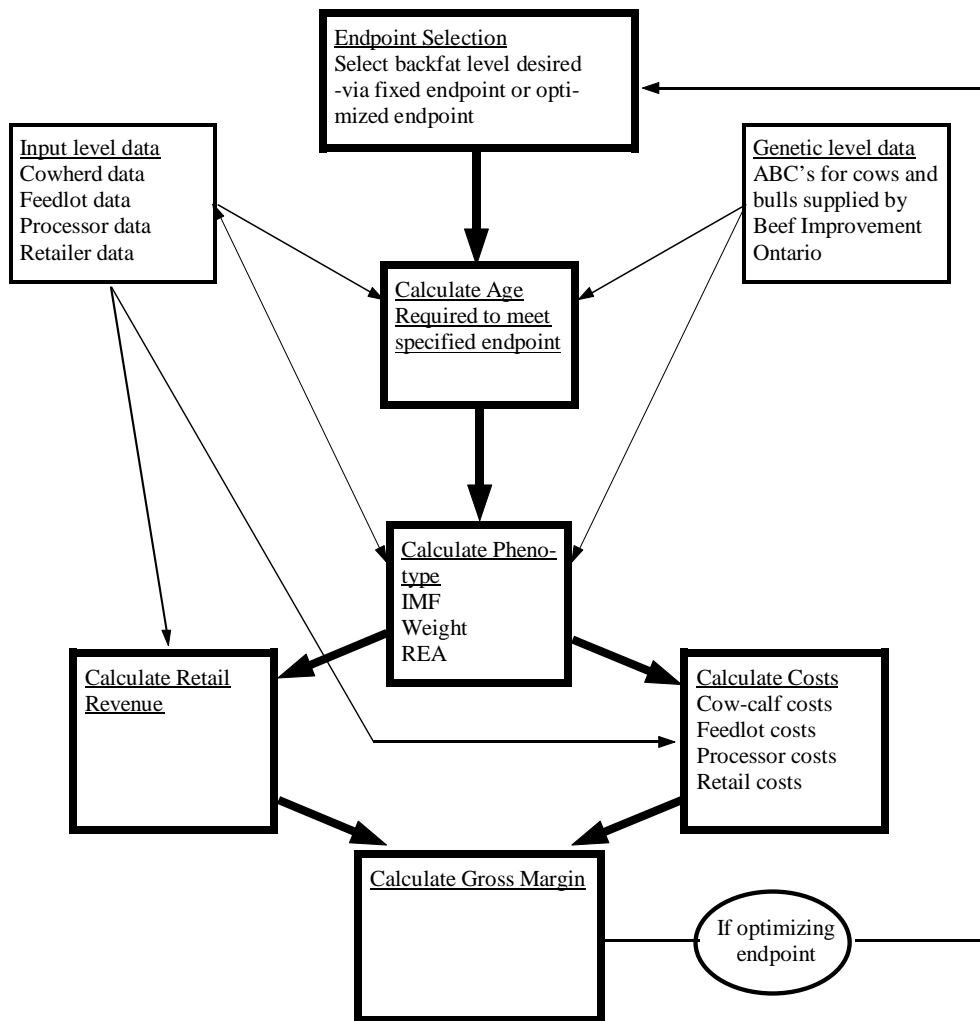 Endpoint Selection
Select backfat level desired
-via fixed endpoint or opti-
mized endpoint
Input level data
Cowherd data
Feedlot data
Processor data
Retailer data
Genetic level data
ABC's for cows and
bulls supplied by
Beef Improvement
Ontario
Calculate Age
Required to meet
specified endpoint
Calculate Pheno-
type
IMF
Weight
REA
Calculate Retail
Revenue
Calculate Costs
Cow-calf costs
Feedlot costs
Processor costs
Retail costs
Calculate Gross Margin
If optimizing
endpoint